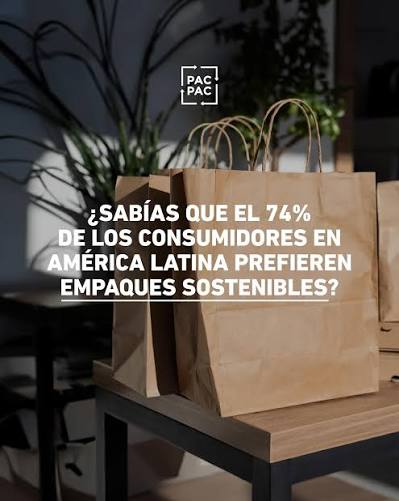 PAC
PAC
¿SABÍAS QUE EL 74%
DE LOS CONSUMIDORES EN
AMÉRICA LATINA PREFIEREN
EMPAQUES SOSTENIBLES?